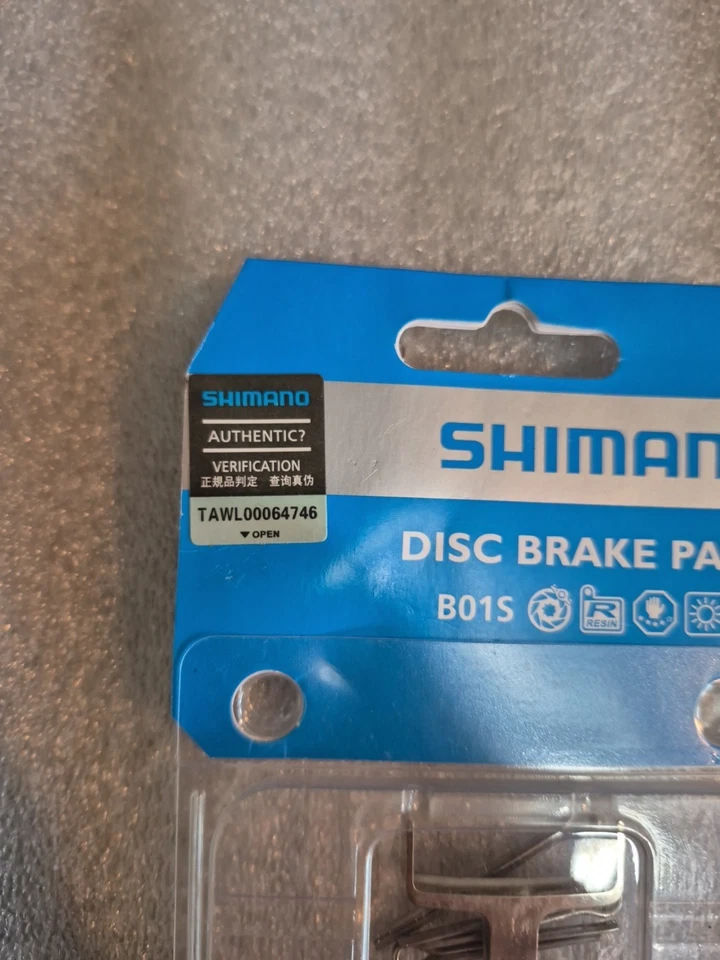 SHIMANO
AUTHENTIC?
VERIFICATION
正規品判定 查询真伪
TAWL00064746
▼ OPEN
SHIMAN
DISC BRAKE PA
B01S
R
RESIN